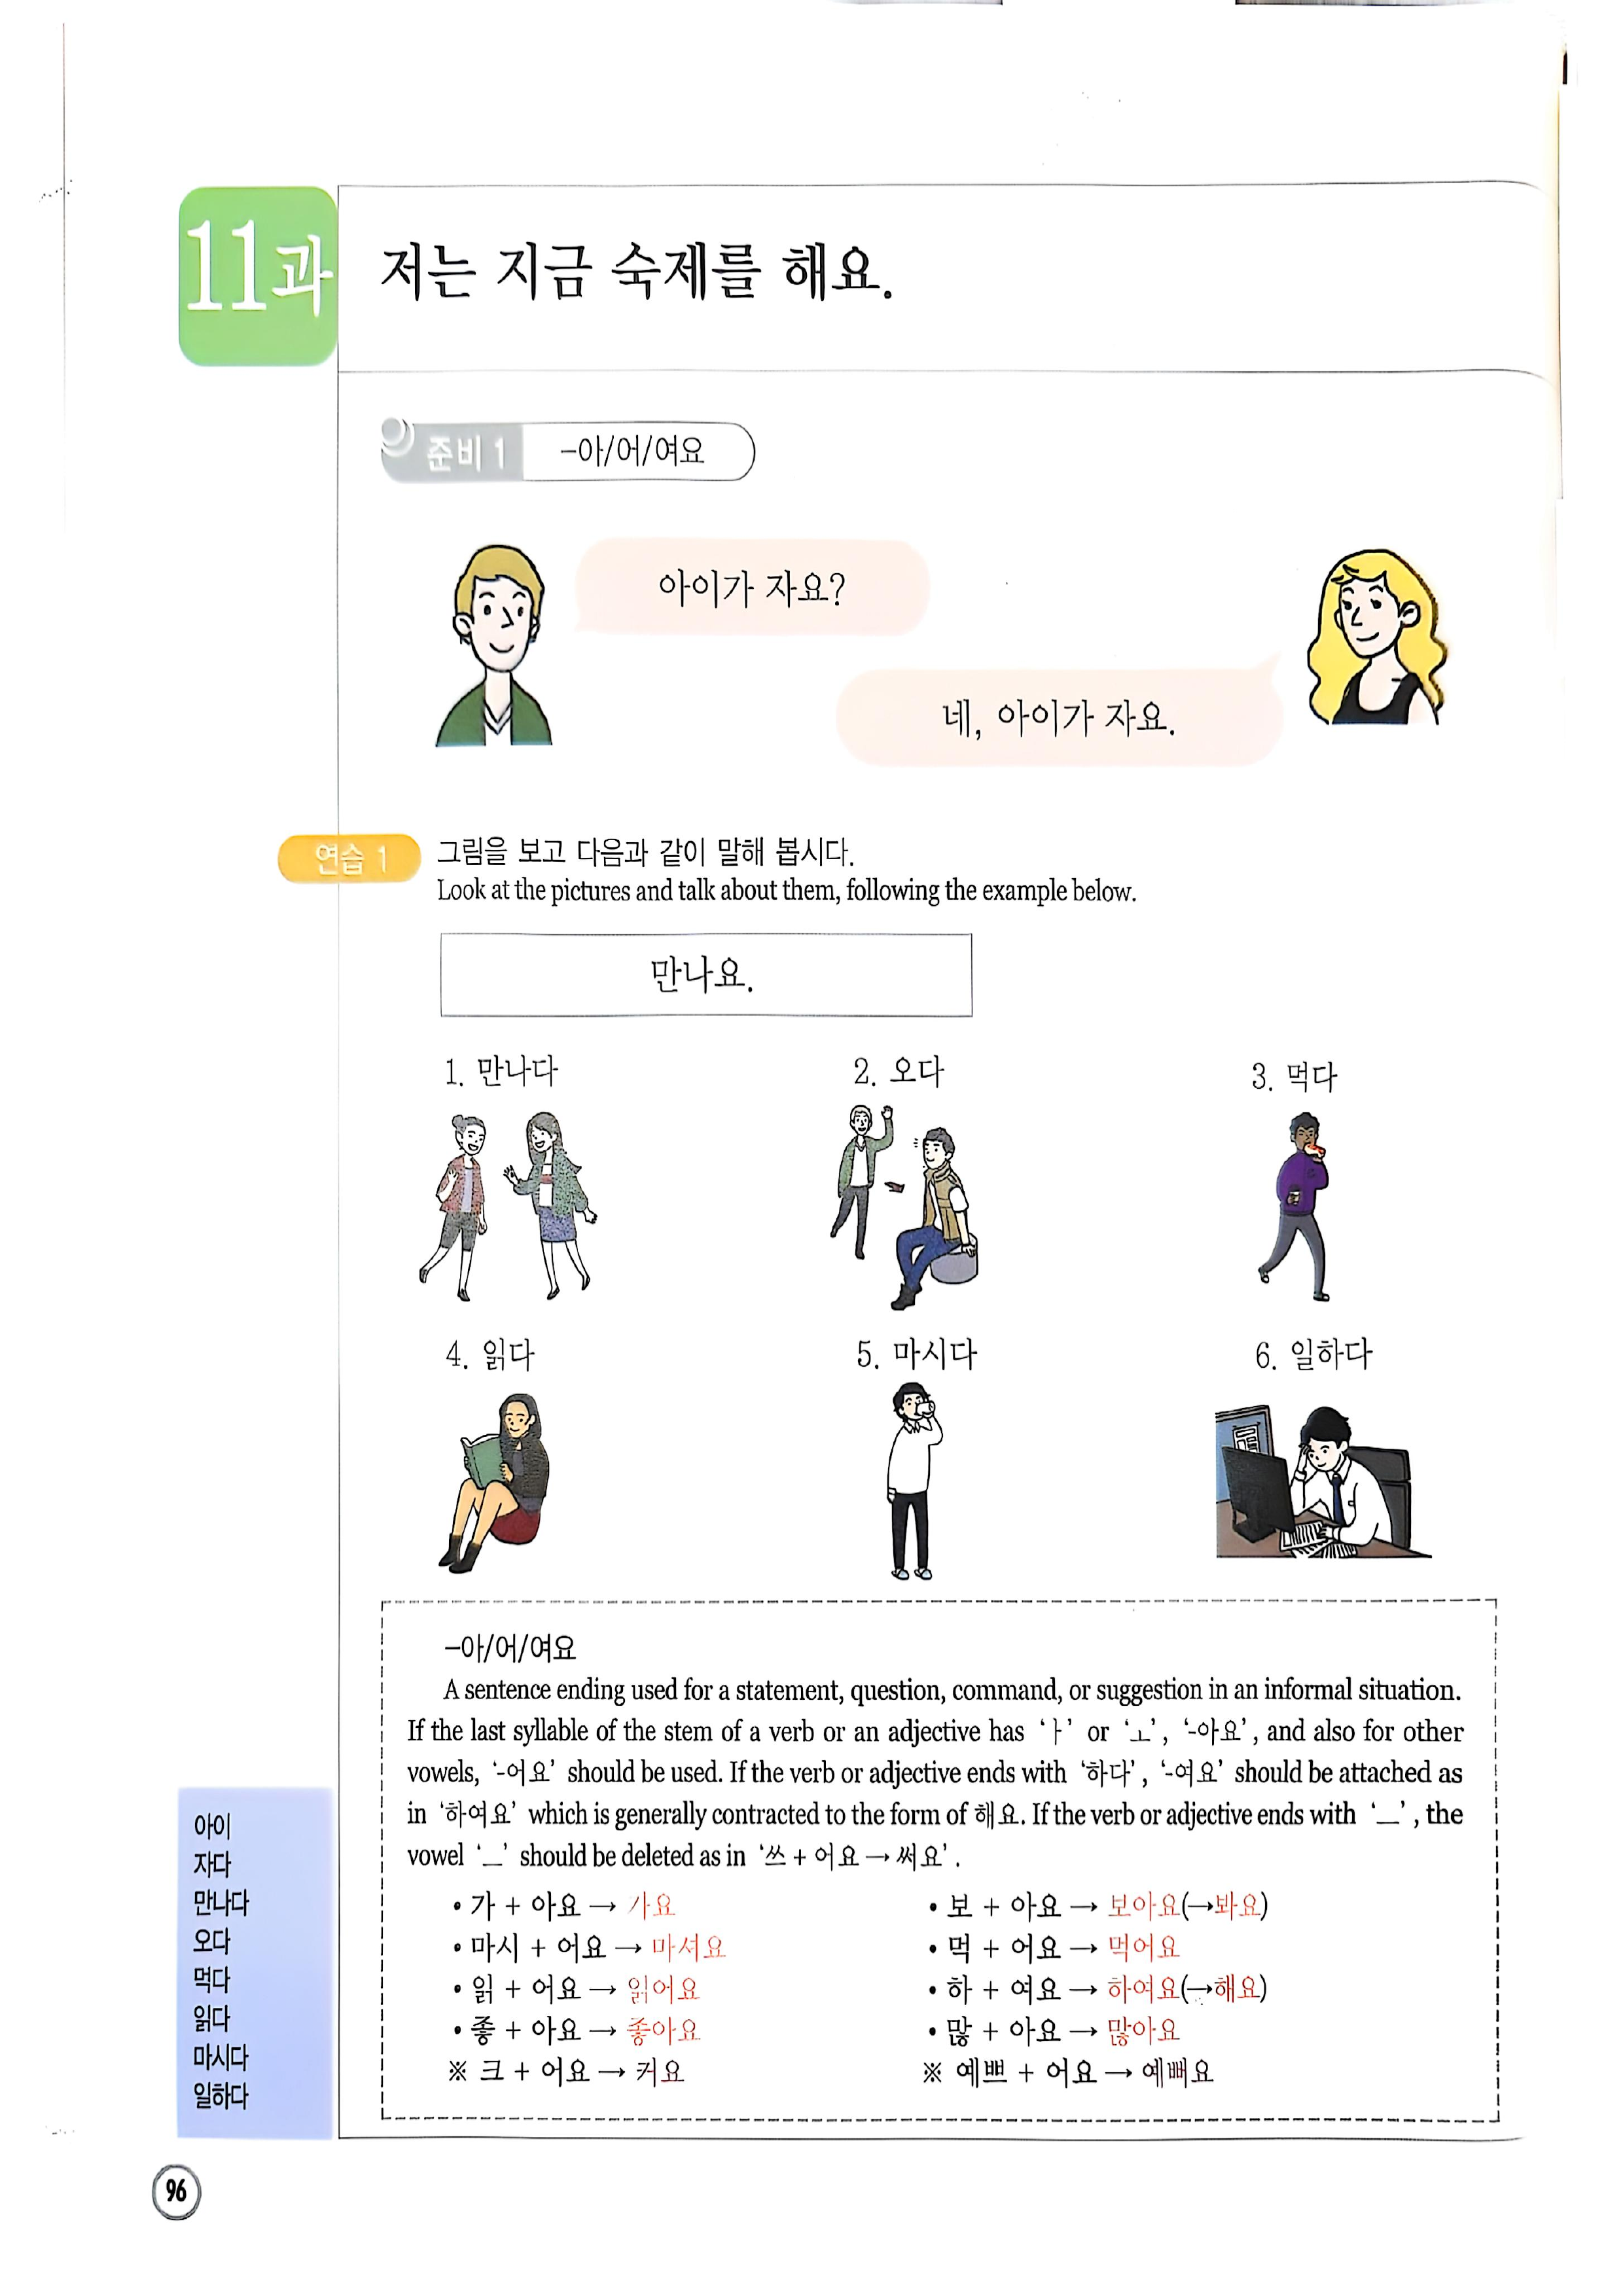 11과
저는 지금 숙제를 해요.
준비 1
-아/어/여요
아이가 자요?
네, 아이가 자요.
연습 1
그림을 보고 다음과 같이 말해 봅시다.
Look at the pictures and talk about them, following the example below.
만나요.
1. 만나다
2. 오다
3. 먹다
4. 읽다
5. 마시다
6. 일하다
-아/어/여요
A sentence ending used for a statement, question, command, or suggestion in an informal situation.
If the last syllable of the stem of a verb or an adjective has ‘ㅏ’ or ‘ㅗ’, ‘-아요’, and also for other
vowels, ‘-어요’ should be used. If the verb or adjective ends with ‘하다’, ‘-여요’ should be attached as
in ‘하여요’ which is generally contracted to the form of 해요. If the verb or adjective ends with ‘ㅡ’, the
vowel ‘ㅡ’ should be deleted as in ‘쓰 + 어요 → 써요’.
• 가 + 아요 → 가요
• 보 + 아요 → 보아요(→봐요)
• 마시 + 어요 → 마셔요
• 먹 + 어요 → 먹어요
• 읽 + 어요 → 읽어요
• 하 + 여요 → 하여요(→해요)
• 좋 + 아요 → 좋아요
• 많 + 아요 → 많아요
※ 크 + 어요 → 커요
※ 예쁘 + 어요 → 예뻐요
아이
자다
만나다
오다
먹다
읽다
마시다
일하다
96